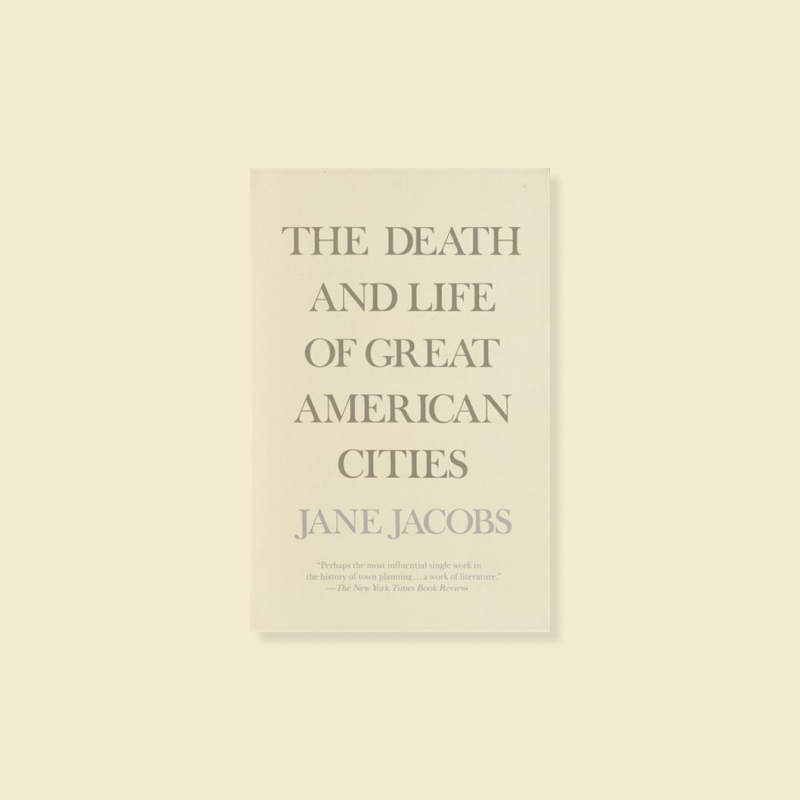 THE DEATH
AND LIFE
OF GREAT
AMERICAN
CITIES
JANE JACOBS
“Perhaps the most influential single work in
the history of town planning...a work of literature.”
—The New York Times Book Review